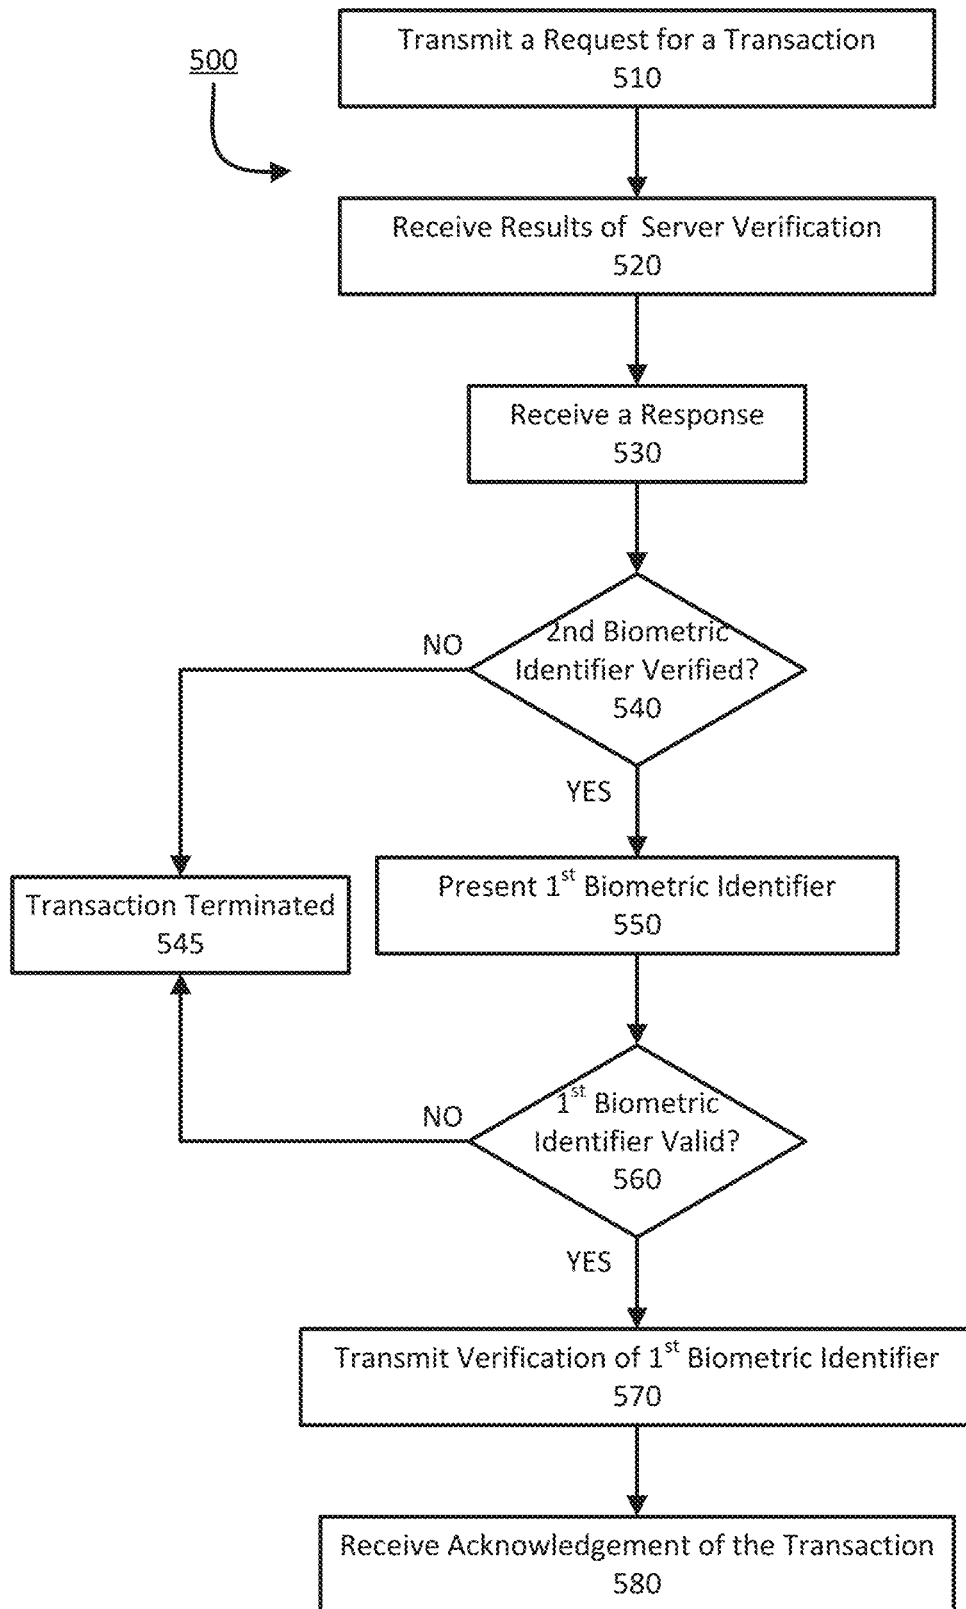 Transmit a Request for a Transaction
510
500
Receive Results of Server Verification
520
Receive a Response
530
2nd Biometric
Identifier Verified?
540
NO
YES
Transaction Terminated
545
Present 1st Biometric Identifier
550
1st Biometric
Identifier Valid?
560
NO
YES
Transmit Verification of 1st Biometric Identifier
570
Receive Acknowledgement of the Transaction
580